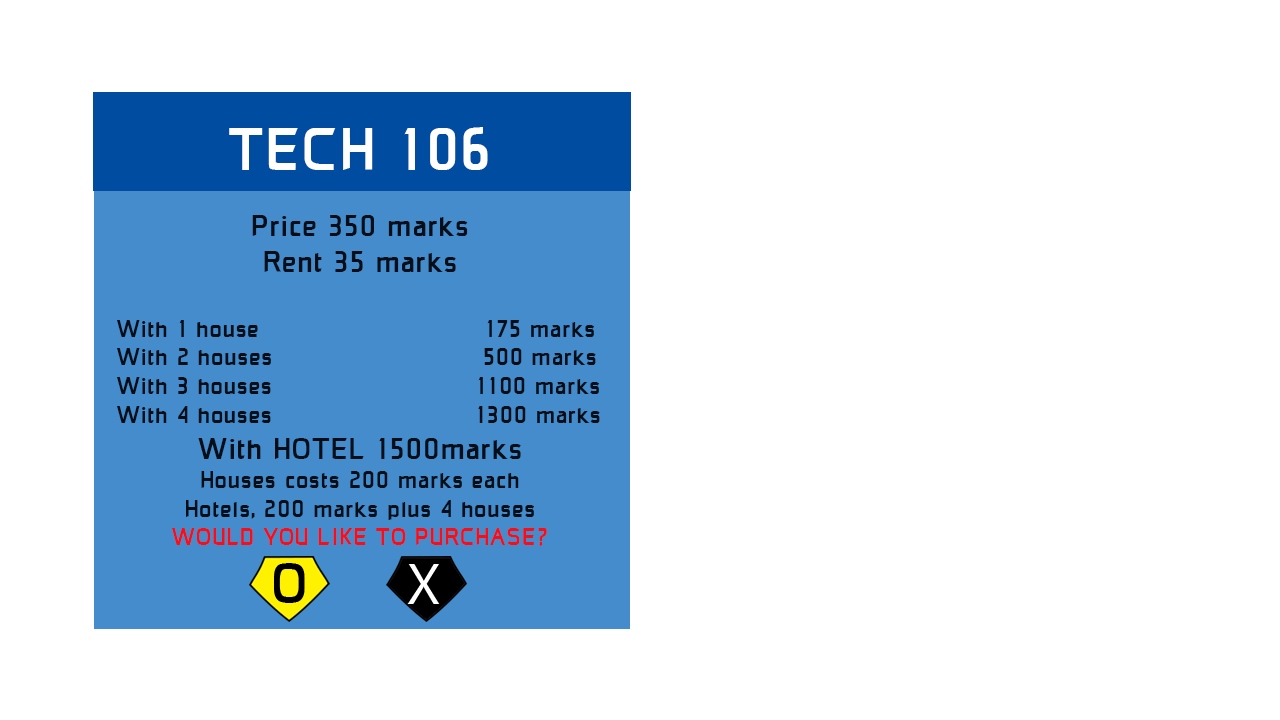 TECH 106
Price 350 marks
Rent 35 marks
With 1 house 175 marks
With 2 houses 500 marks
With 3 houses 1100 marks
With 4 houses 1300 marks
With HOTEL 1500marks
Houses costs 200 marks each
Hotels, 200 marks plus 4 houses
WOULD YOU LIKE TO PURCHASE?
O X